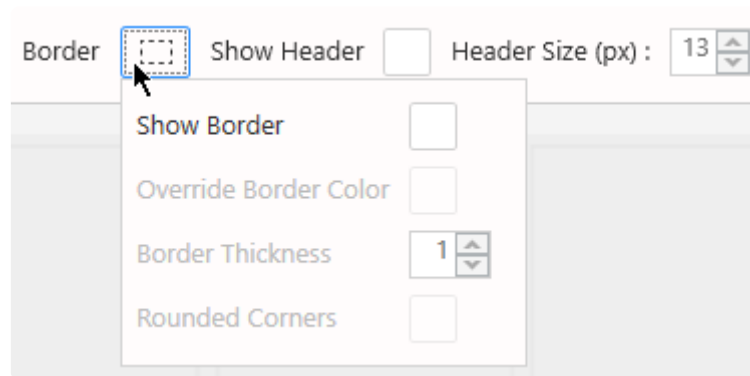 Border Show Header Header Size (px) : 13
Show Border
Override Border Color
Border Thickness 1
Rounded Corners